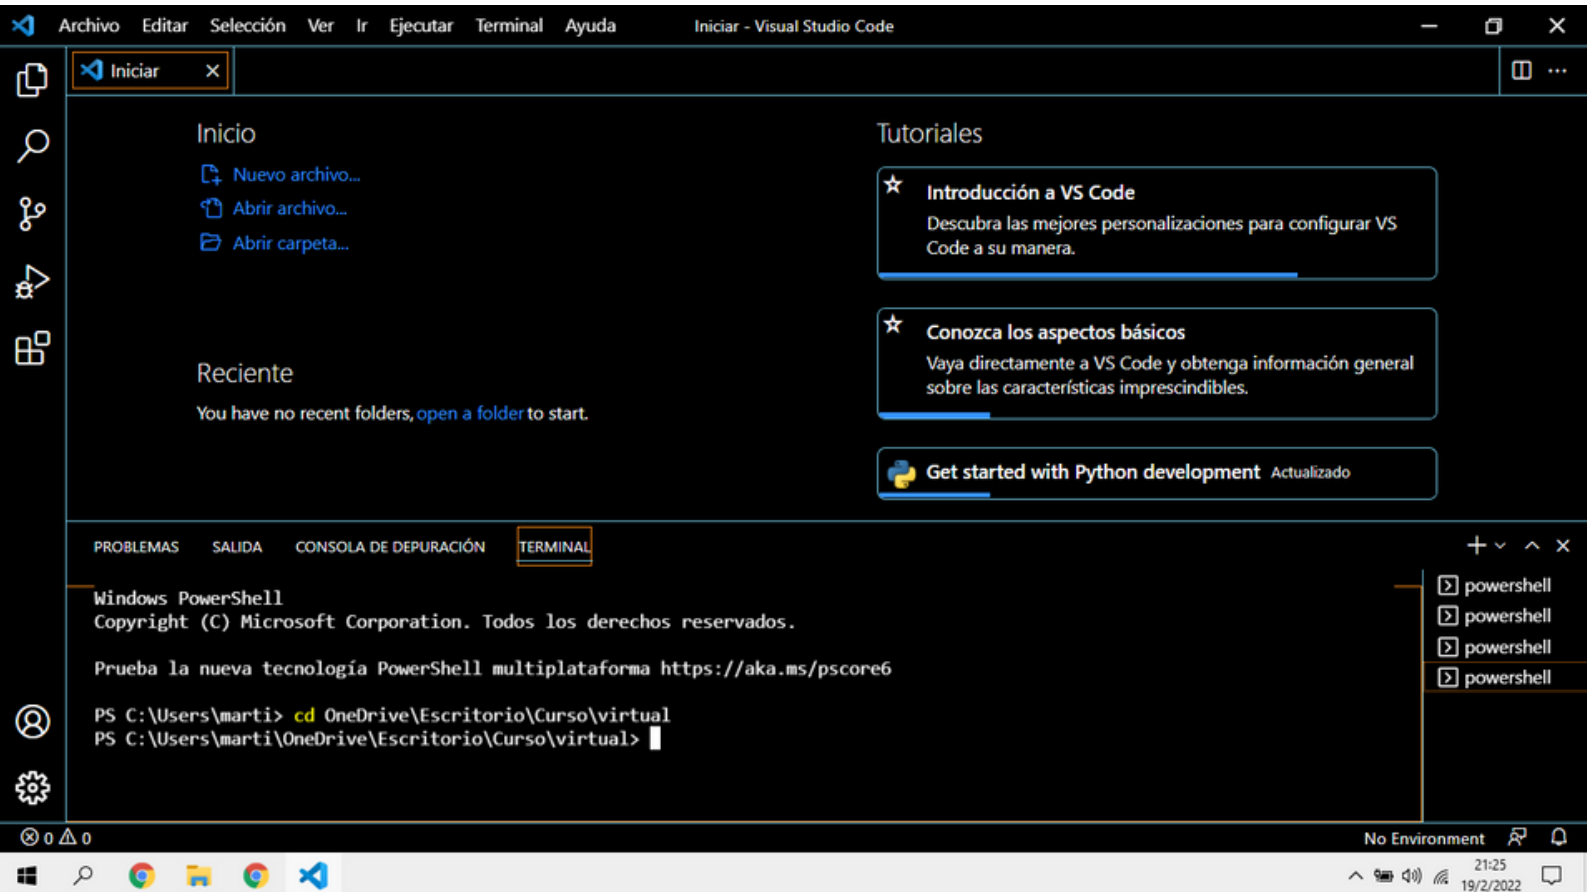 Archivo Editar Selección Ver Ir Ejecutar Terminal Ayuda Iniciar - Visual Studio Code
Iniciar
Inicio
Nuevo archivo...
Abrir archivo...
Abrir carpeta...
Reciente
You have no recent folders, open a folder to start.
Tutoriales
Introducción a VS Code
Descubra las mejores personalizaciones para configurar VS
Code a su manera.
Conozca los aspectos básicos
Vaya directamente a VS Code y obtenga información general
sobre las características imprescindibles.
Get started with Python development Actualizado
PROBLEMAS SALIDA CONSOLA DE DEPURACIÓN TERMINAL
Windows PowerShell
Copyright (C) Microsoft Corporation. Todos los derechos reservados.
Prueba la nueva tecnología PowerShell multiplataforma https://aka.ms/pscore6
PS C:\Users\marti> cd OneDrive\Escritorio\Curso\virtual
PS C:\Users\marti\OneDrive\Escritorio\Curso\virtual>
powershell
powershell
powershell
powershell
0 0
No Environment
21:25
19/2/2022